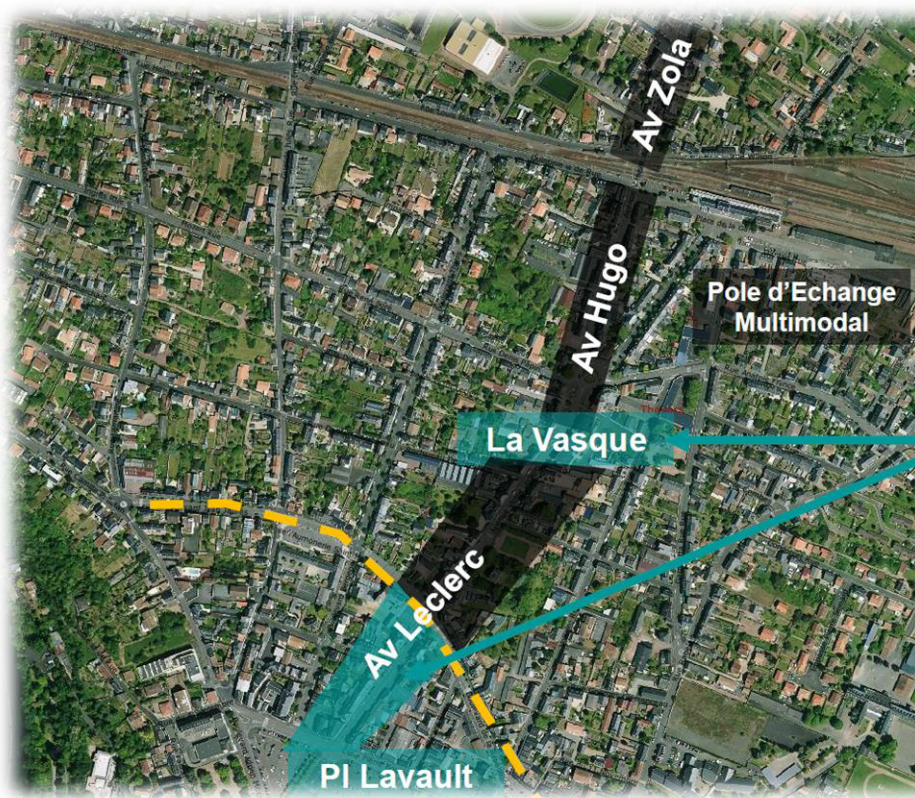 Av Zola
Av Hugo
Pole d'Echange
Multimodal
La Vasque
Av Leclerc
Pl Lavault